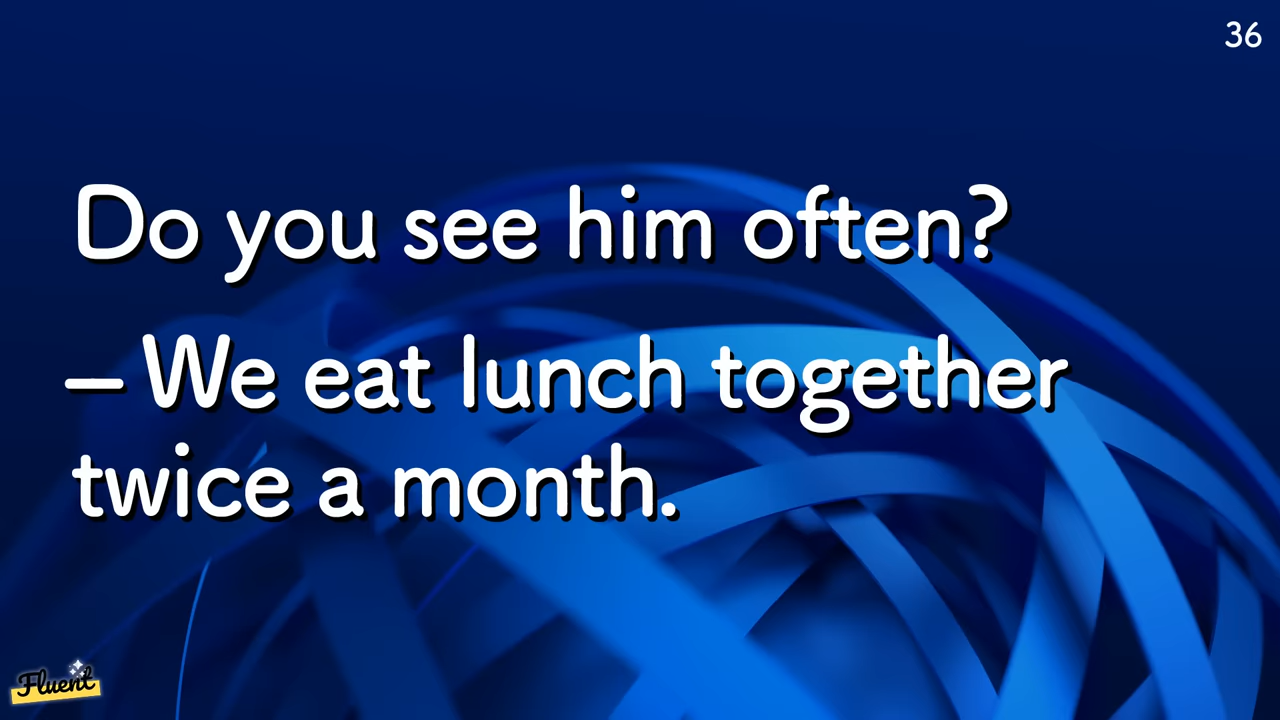 36
Do you see him often?
– We eat lunch together
twice a month.
Fluent